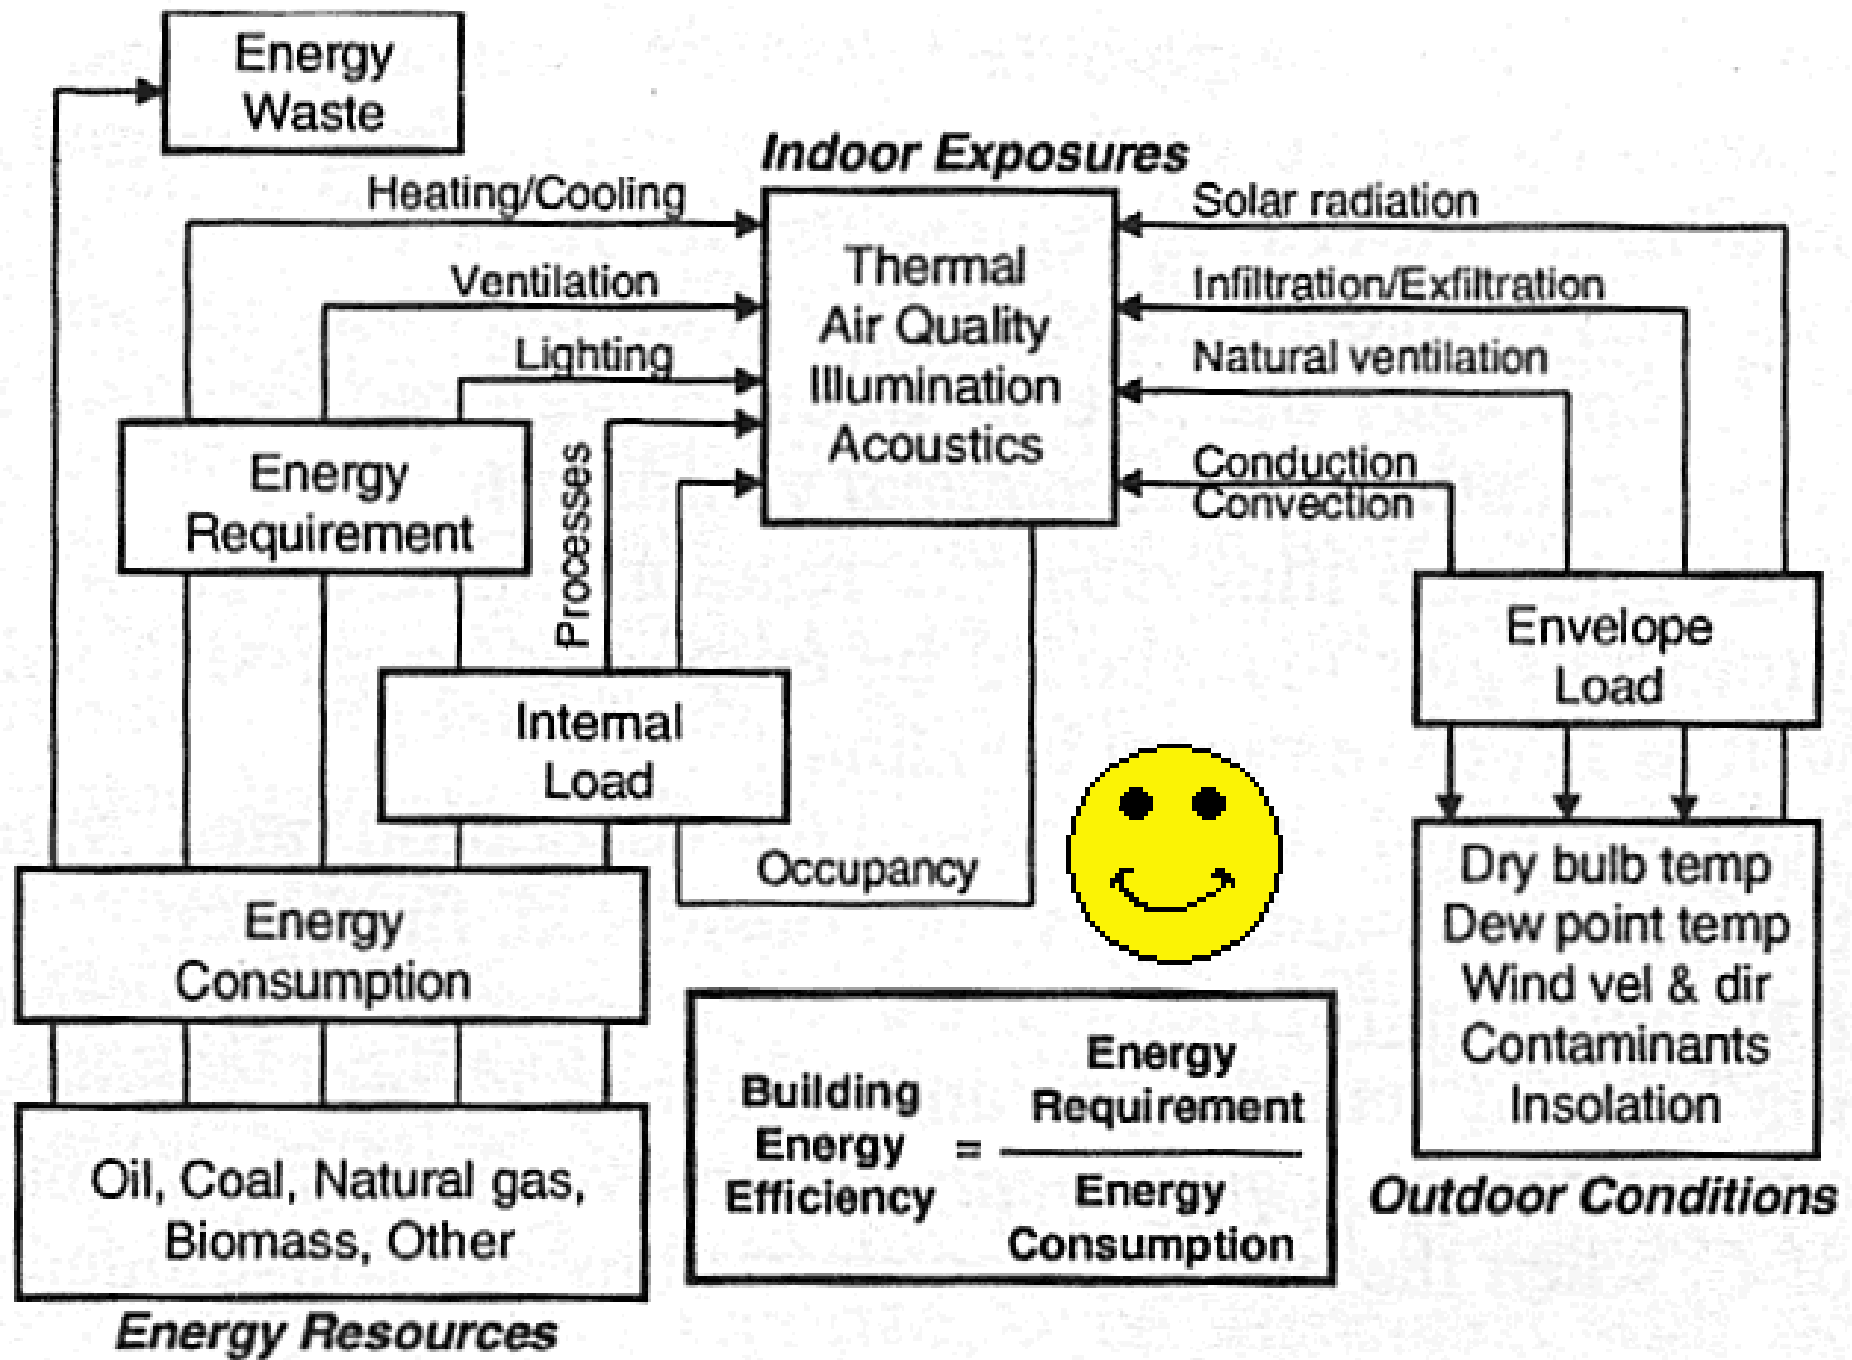 Energy
Waste
Indoor Exposures
Heating/Cooling
Ventilation
Lighting
Processes
Thermal
Air Quality
Illumination
Acoustics
Solar radiation
Infiltration/Exfiltration
Natural ventilation
Conduction
Convection
Energy
Requirement
Internal
Load
Envelope
Load
Occupancy
Energy
Consumption
Dry bulb temp
Dew point temp
Wind vel & dir
Contaminants
Insolation
Outdoor Conditions
Building
Energy
Efficiency
=
Energy
Requirement
Energy
Consumption
Oil, Coal, Natural gas,
Biomass, Other
Energy Resources